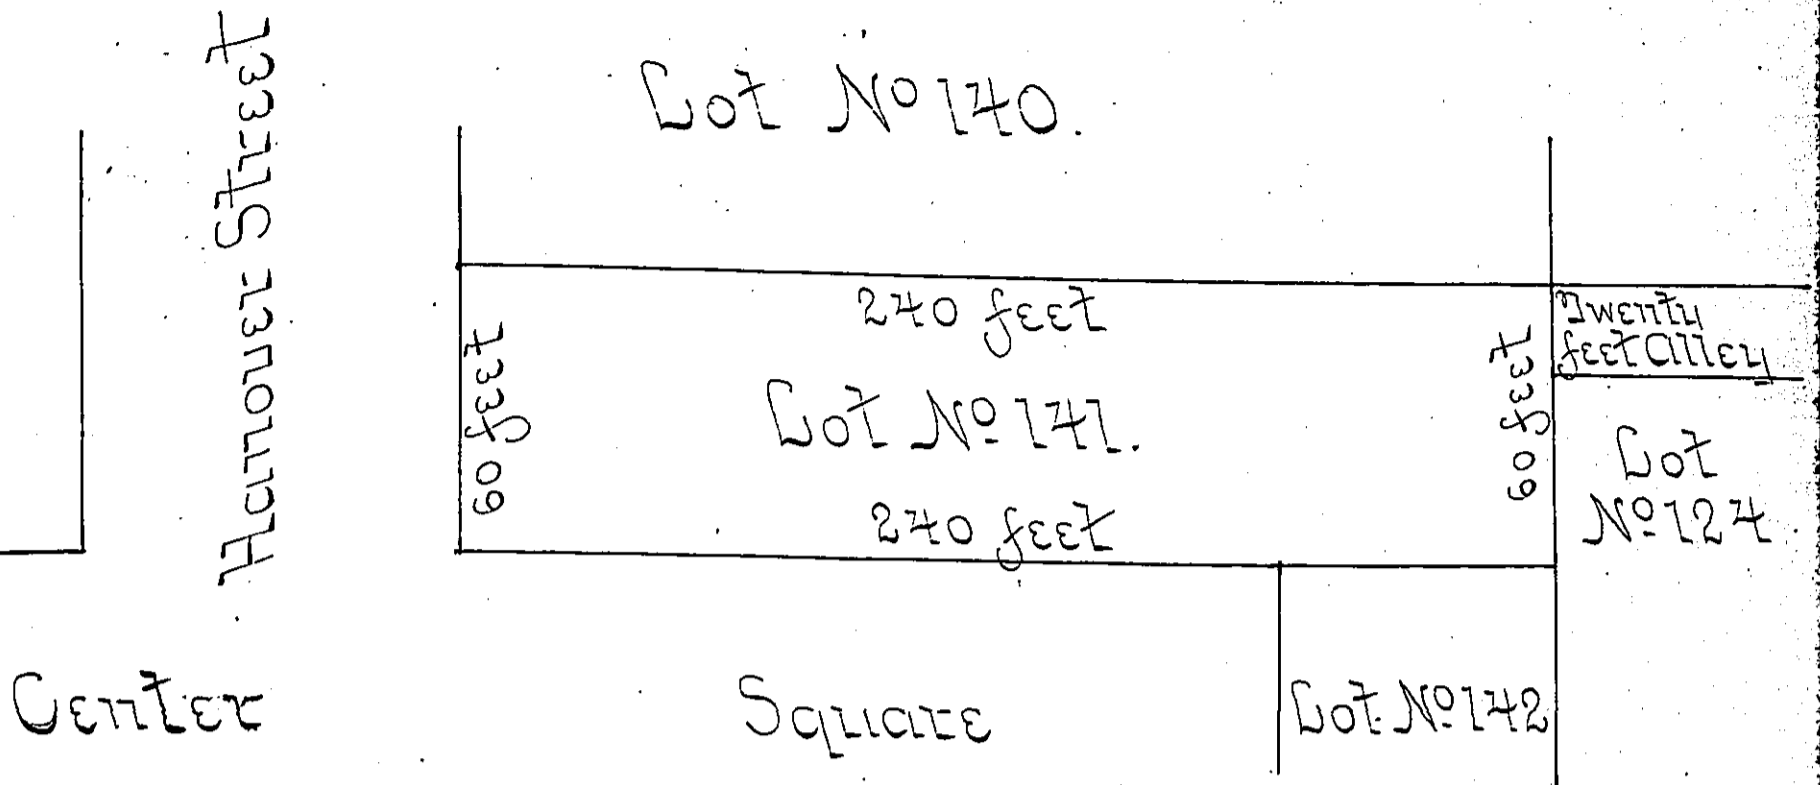 Lot No 140.
Hanover Street
240 feet
60 feet
Lot No 141.
60 feet
240 feet
Twenty
feet Alley
Lot
No 124
Center Square
Lot No 142